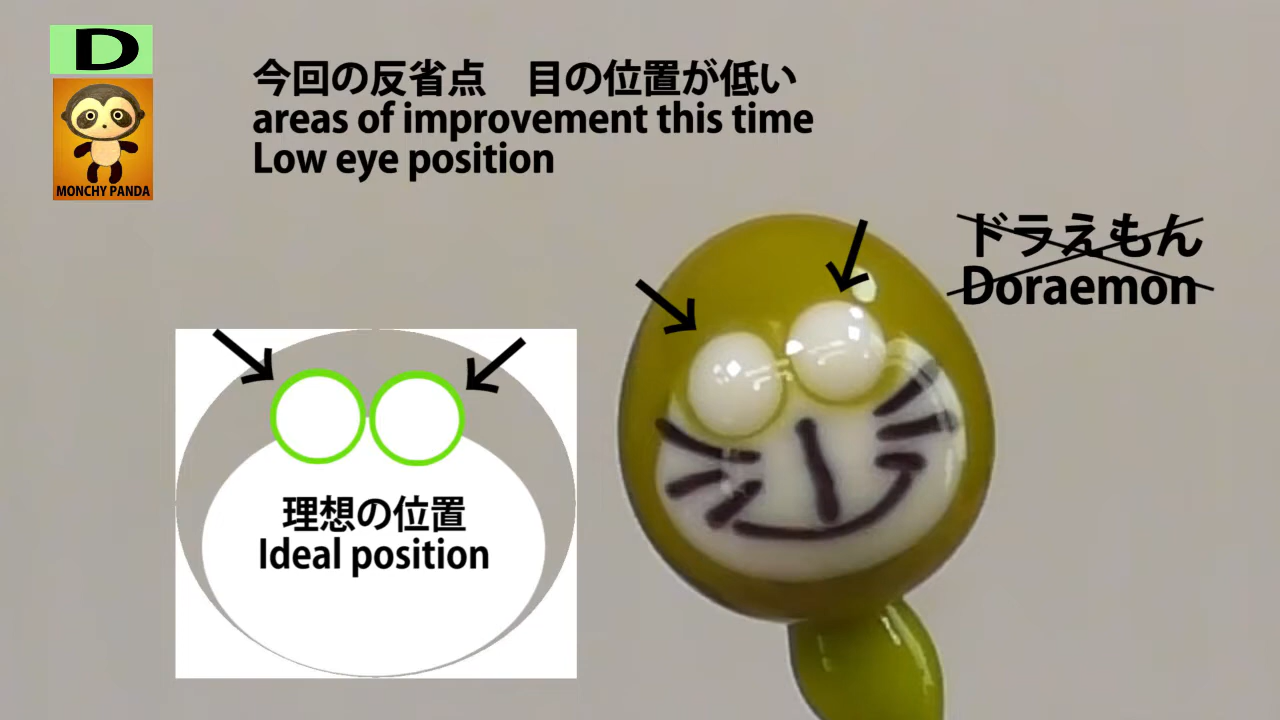 D
MONCHY PANDA
今回の反省点　目の位置が低い
areas of improvement this time
Low eye position
ドラえもん
Doraemon
理想の位置
Ideal position